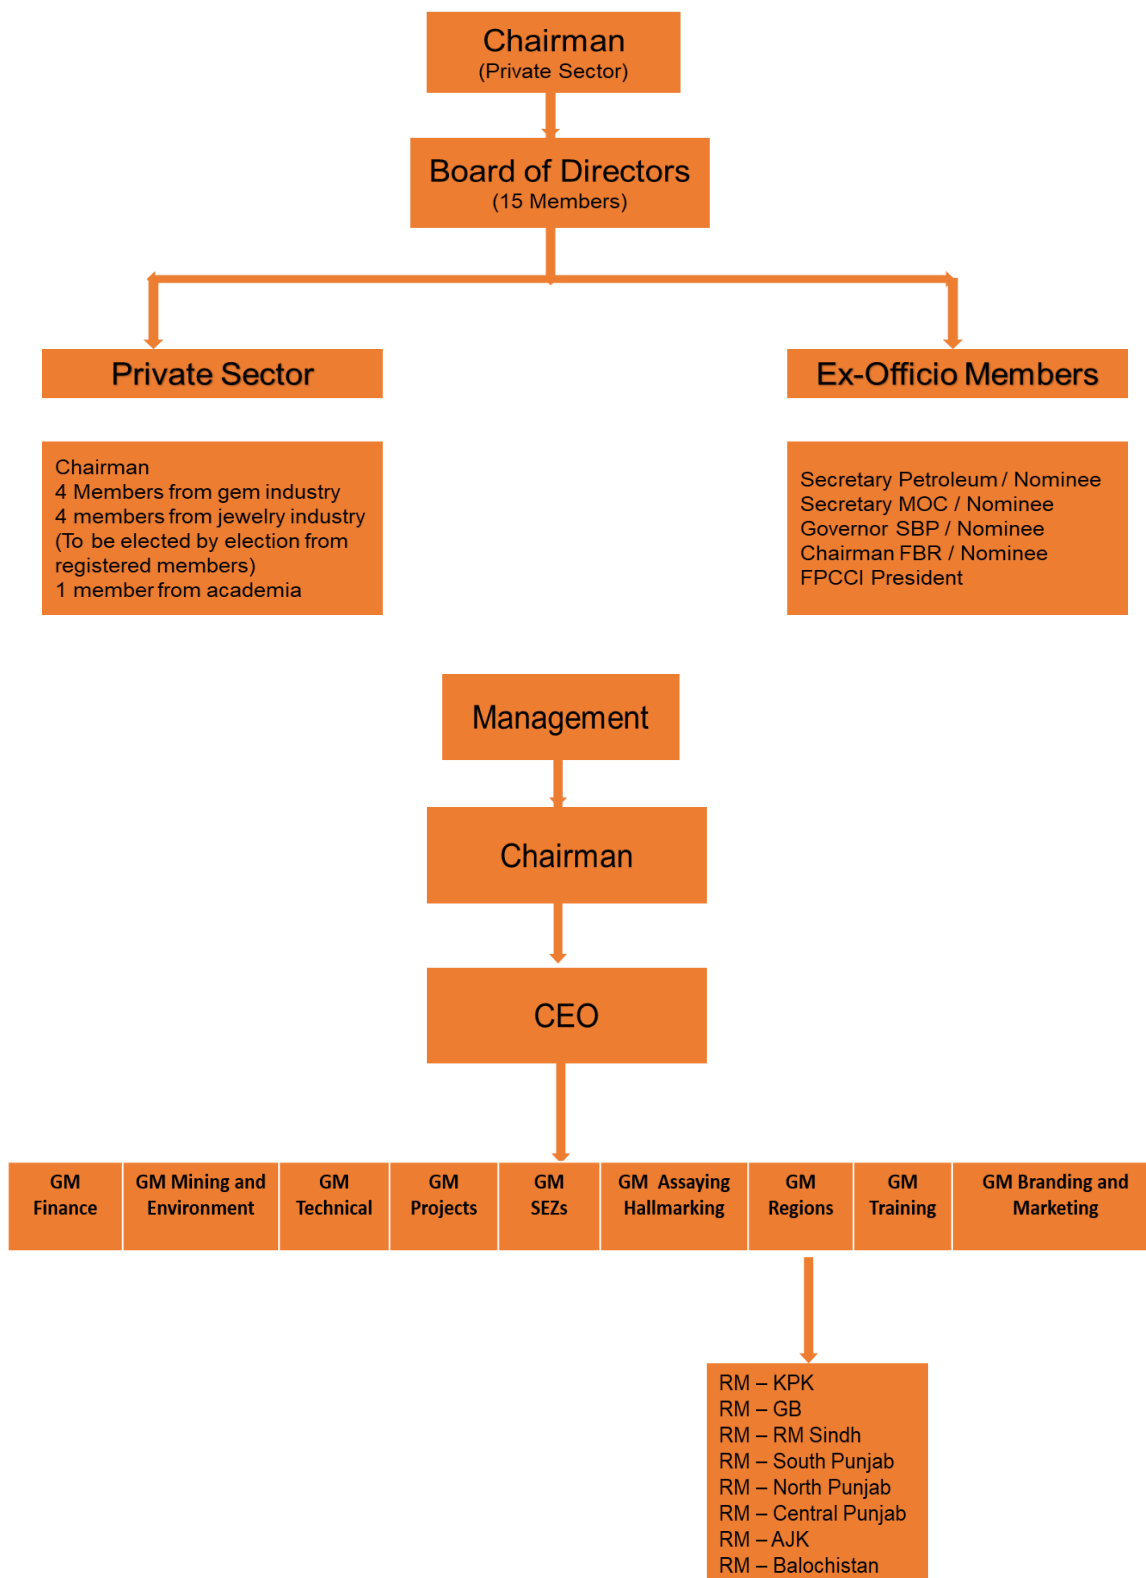 Chairman
(Private Sector)
Board of Directors
(15 Members)
Private Sector
Ex-Officio Members
Chairman
4 Members from gem industry
4 members from jewelry industry
(To be elected by election from
registered members)
1 member from academia
Secretary Petroleum / Nominee
Secretary MOC / Nominee
Governor SBP / Nominee
Chairman FBR / Nominee
FPCCI President
Management
Chairman
CEO
GM
Finance
GM Mining and
Environment
GM
Technical
GM
Projects
GM
SEZs
GM Assaying
Hallmarking
GM
Regions
GM
Training
GM Branding and
Marketing
RM – KPK
RM – GB
RM – RM Sindh
RM – South Punjab
RM – North Punjab
RM – Central Punjab
RM – AJK
RM – Balochistan